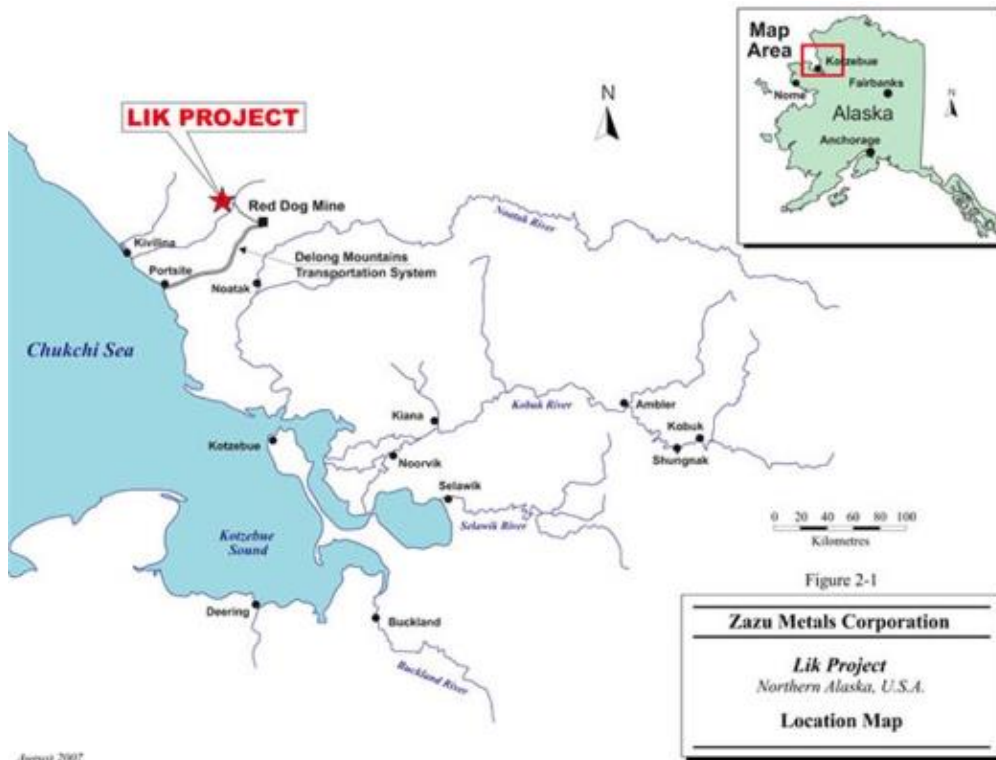 Map
Area
Kotzebue
Fairbanks
Nome
N
Alaska
Anchorage
LIK PROJECT
N
Red Dog Mine
Noatak River
Kivilina
Delong Mountains
Transportation System
Portsite
Noatak
Chukchi Sea
Kiana
Kobuk River
Ambler
Kotzebue
Kobuk
Noorvik
Shungnak
Selawik
Selawik River
Kotzebue
Sound
0 20 40 60 80 100
Kilometres
Figure 2-1
Deering
Buckland
Buckland River
Zazu Metals Corporation
Lik Project
Northern Alaska, U.S.A.
Location Map
August 2007